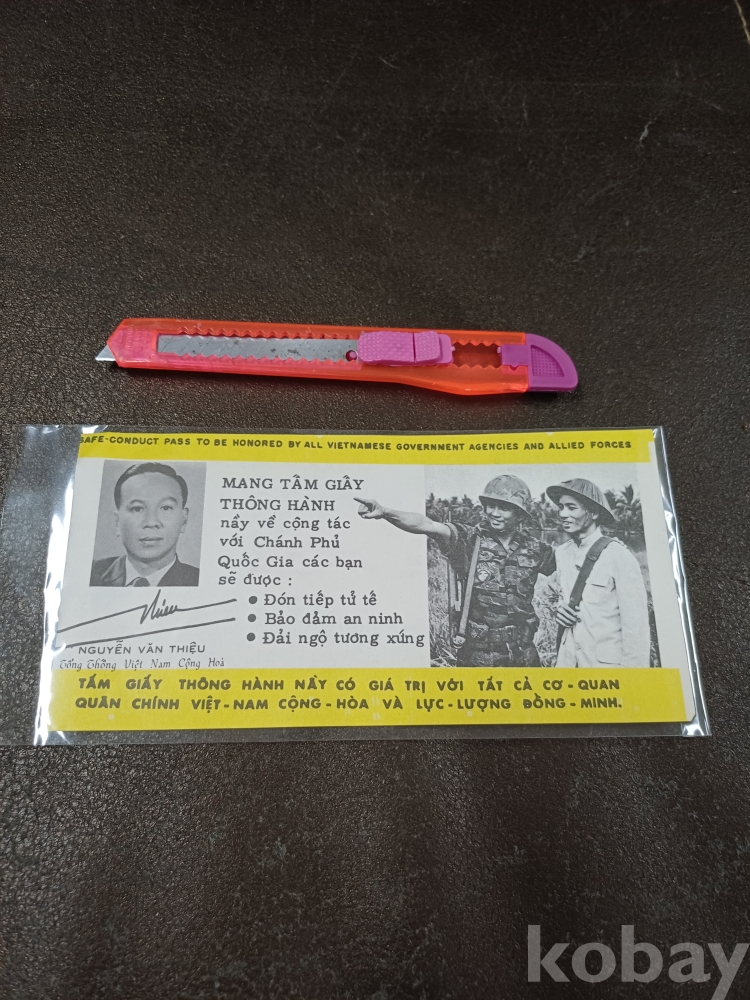 SAFE-CONDUCT PASS TO BE HONORED BY ALL VIETNAMESE GOVERNMENT AGENCIES AND ALLIED FORCES
MANG TẤM GIẤY
THÔNG HÀNH
nầy về cộng tác
với Chánh Phủ
Quốc Gia các bạn
sẽ được :
• Đón tiếp tử tế
• Bảo đảm an ninh
• Đãi ngộ tương xứng
NGUYỄN VĂN THIỆU
Tổng Thống Việt Nam Cộng Hoà
TẤM GIẤY THÔNG HÀNH NẦY CÓ GIÁ TRỊ VỚI TẤT CẢ CƠ - QUAN
QUÂN CHÍNH VIỆT - NAM CỘNG - HÒA VÀ LỰC - LƯỢNG ĐỒNG - MINH.
kobay